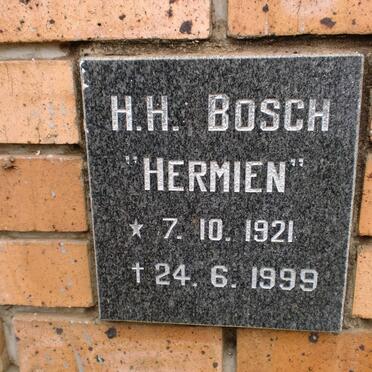 H.H. BOSCH
"HERMIEN"
★ 7. 10. 1921
† 24. 6. 1999